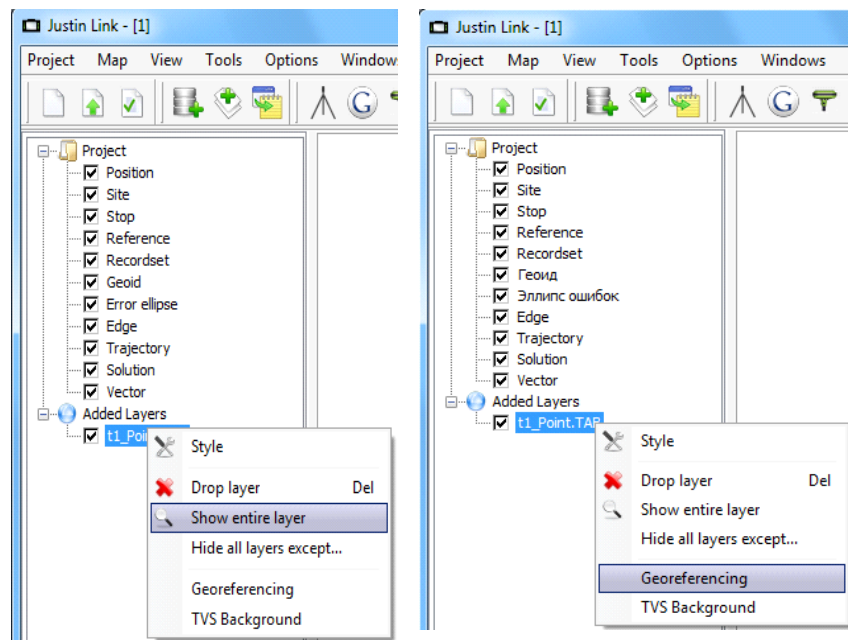 Justin Link - [1]
Project Map View Tools Options Window
Project
Position
Site
Stop
Reference
Recordset
Geoid
Error ellipse
Edge
Trajectory
Solution
Vector
Added Layers
t1_Poi
Style
Drop layer Del
Show entire layer
Hide all layers except...
Georeferencing
TVS Background
Justin Link - [1]
Project Map View Tools Options Windows
Project
Position
Site
Stop
Reference
Recordset
Геоид
Эллипс ошибок
Edge
Trajectory
Solution
Vector
Added Layers
t1_Point.TAB
Style
Drop layer Del
Show entire layer
Hide all layers except...
Georeferencing
TVS Background